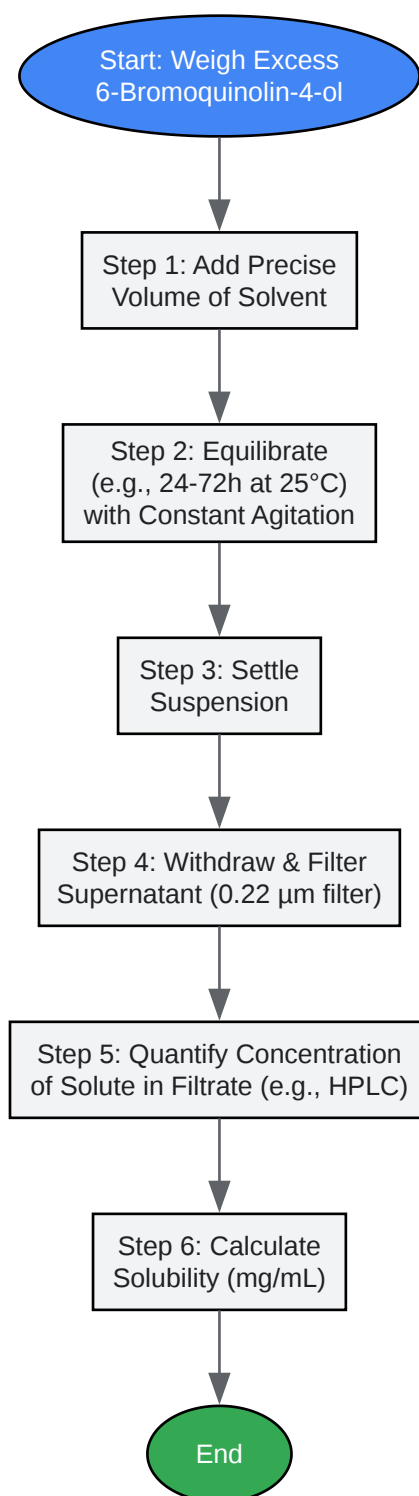 Start: Weigh Excess
6-Bromoquinolin-4-ol
Step 1: Add Precise
Volume of Solvent
Step 2: Equilibrate
(e.g., 24-72h at 25°C)
with Constant Agitation
Step 3: Settle
Suspension
Step 4: Withdraw & Filter
Supernatant (0.22 µm filter)
Step 5: Quantify Concentration
of Solute in Filtrate (e.g., HPLC)
Step 6: Calculate
Solubility (mg/mL)
End